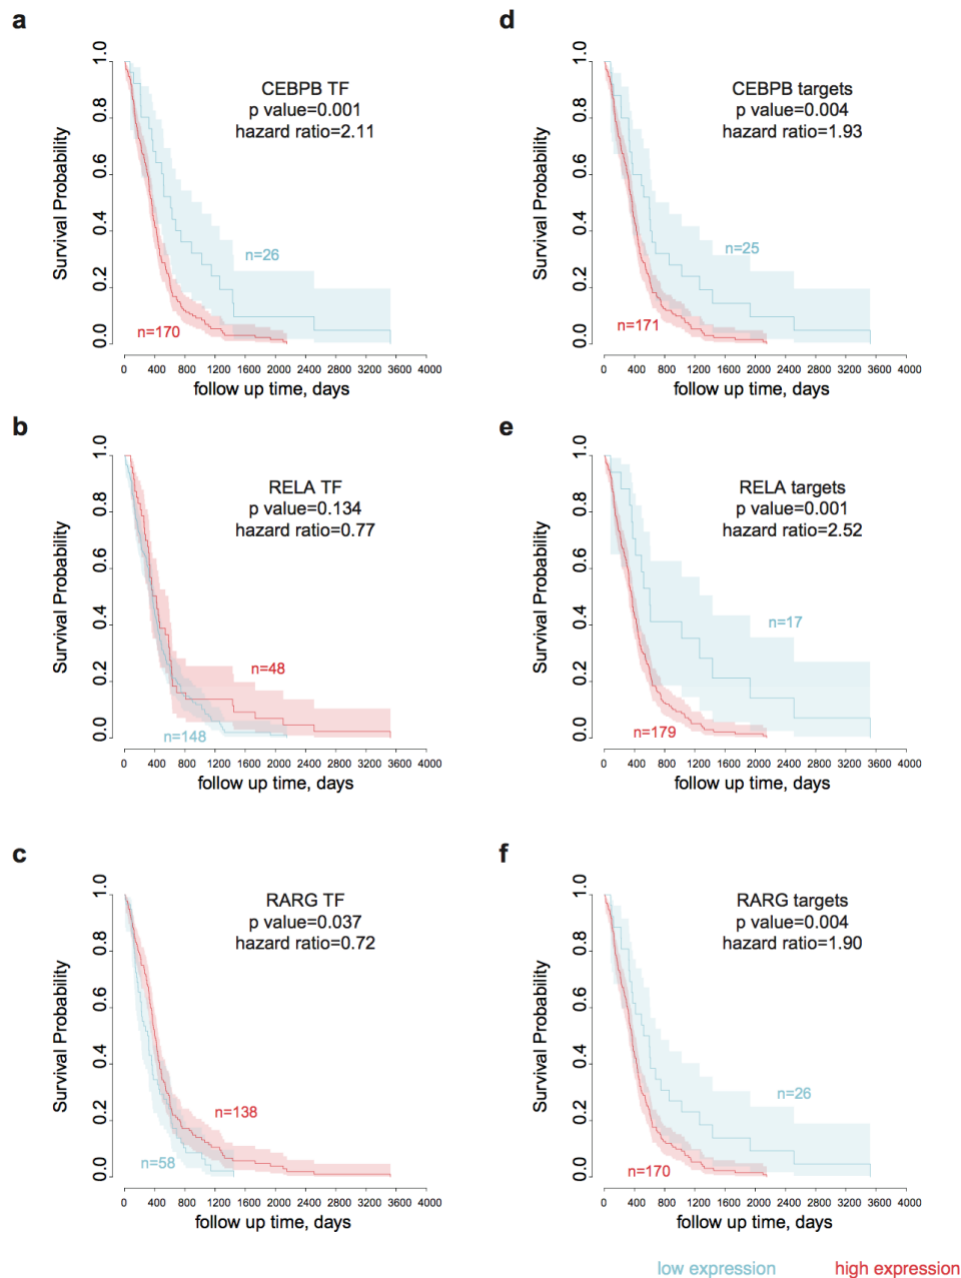 a
CEBPB TF
p value=0.001
hazard ratio=2.11
Survival Probability
0.0 0.2 0.4 0.6 0.8 1.0
n=26
n=170
0 400 800 1200 1600 2000 2400 2800 3200 3600 4000
follow up time, days
d
CEBPB targets
p value=0.004
hazard ratio=1.93
Survival Probability
0.0 0.2 0.4 0.6 0.8 1.0
n=25
n=171
0 400 800 1200 1600 2000 2400 2800 3200 3600 4000
follow up time, days
b
RELA TF
p value=0.134
hazard ratio=0.77
Survival Probability
0.0 0.2 0.4 0.6 0.8 1.0
n=48
n=148
0 400 800 1200 1600 2000 2400 2800 3200 3600 4000
follow up time, days
e
RELA targets
p value=0.001
hazard ratio=2.52
Survival Probability
0.0 0.2 0.4 0.6 0.8 1.0
n=17
n=179
0 400 800 1200 1600 2000 2400 2800 3200 3600 4000
follow up time, days
c
RARG TF
p value=0.037
hazard ratio=0.72
Survival Probability
0.0 0.2 0.4 0.6 0.8 1.0
n=138
n=58
0 400 800 1200 1600 2000 2400 2800 3200 3600 4000
follow up time, days
f
RARG targets
p value=0.004
hazard ratio=1.90
Survival Probability
0.0 0.2 0.4 0.6 0.8 1.0
n=26
n=170
0 400 800 1200 1600 2000 2400 2800 3200 3600 4000
follow up time, days
low expression
high expression